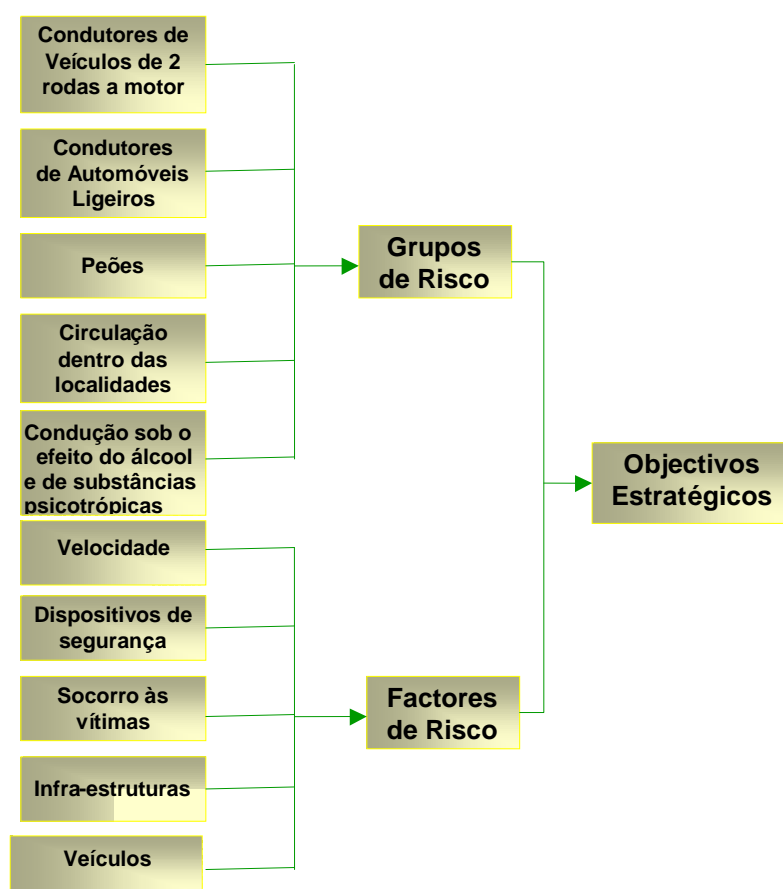 Condutores de
Veículos de 2
rodas a motor
Condutores
de Automóveis
Ligeiros
Peões
Circulação
dentro das
localidades
Condução sob o
efeito do álcool
e de substâncias
psicotrópicas
Velocidade
Dispositivos de
segurança
Socorro às
vítimas
Infra-estruturas
Veículos
Grupos
de Risco
Factores
de Risco
Objectivos
Estratégicos